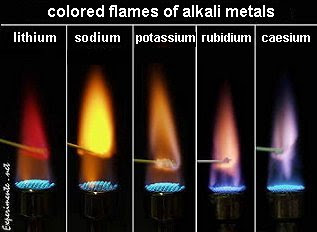 colored flames of alkali metals
lithium sodium potassium rubidium caesium
Experimente.net